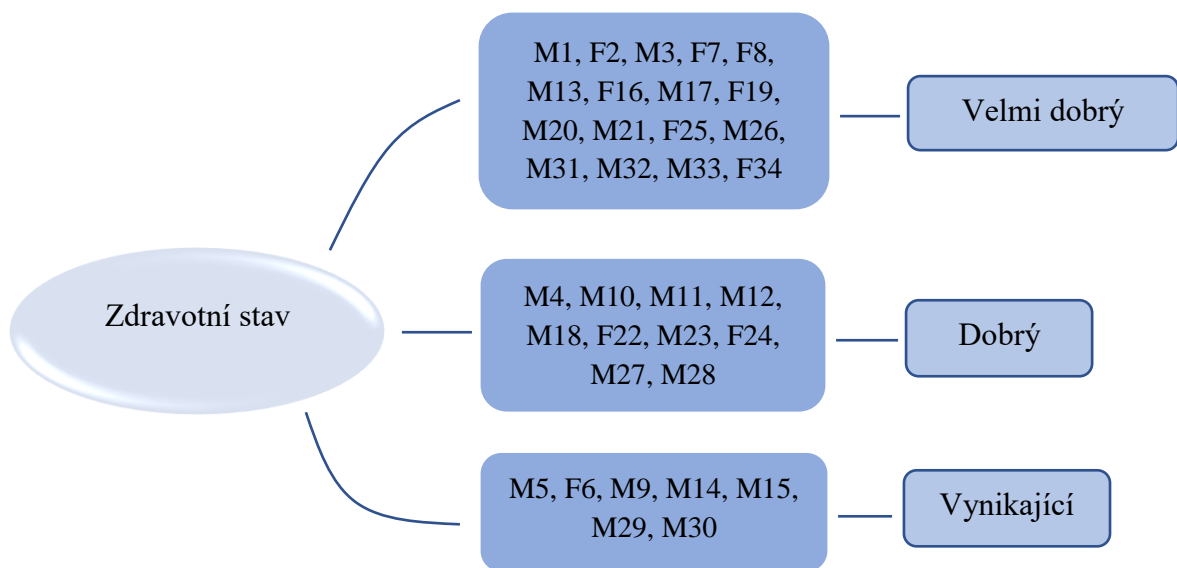 Zdravotní stav
M1, F2, M3, F7, F8,
M13, F16, M17, F19,
M20, M21, F25, M26,
M31, M32, M33, F34
Velmi dobrý
M4, M10, M11, M12,
M18, F22, M23, F24,
M27, M28
Dobrý
M5, F6, M9, M14, M15,
M29, M30
Vynikající